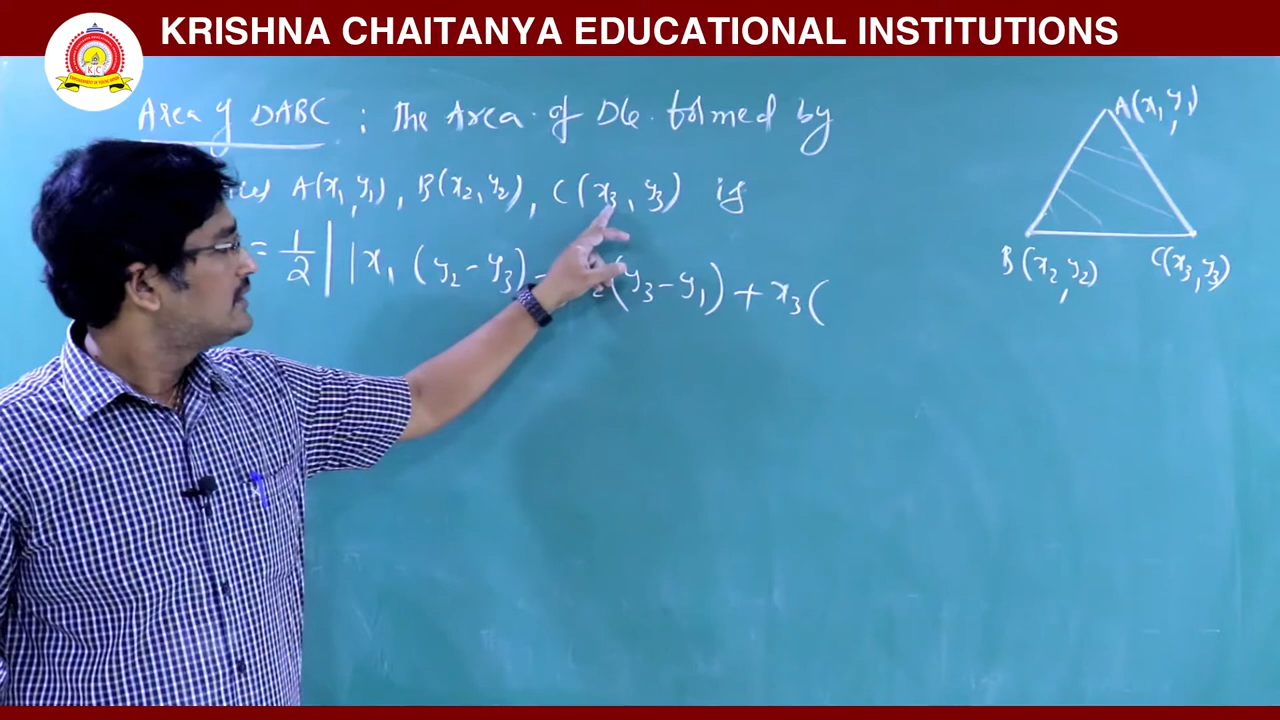 KRISHNA CHAITANYA EDUCATIONAL INSTITUTIONS
K C
Area of ΔABC : The Area of Δle formed by
A(x₁, y₁), B(x₂, y₂), C(x₃, y₃) is
= 1/2 | |x₁ (y₂ - y₃) (y₃ - y₁) + x₃(
A(x₁, y₁)
B(x₂, y₂)
C(x₃, y₃)